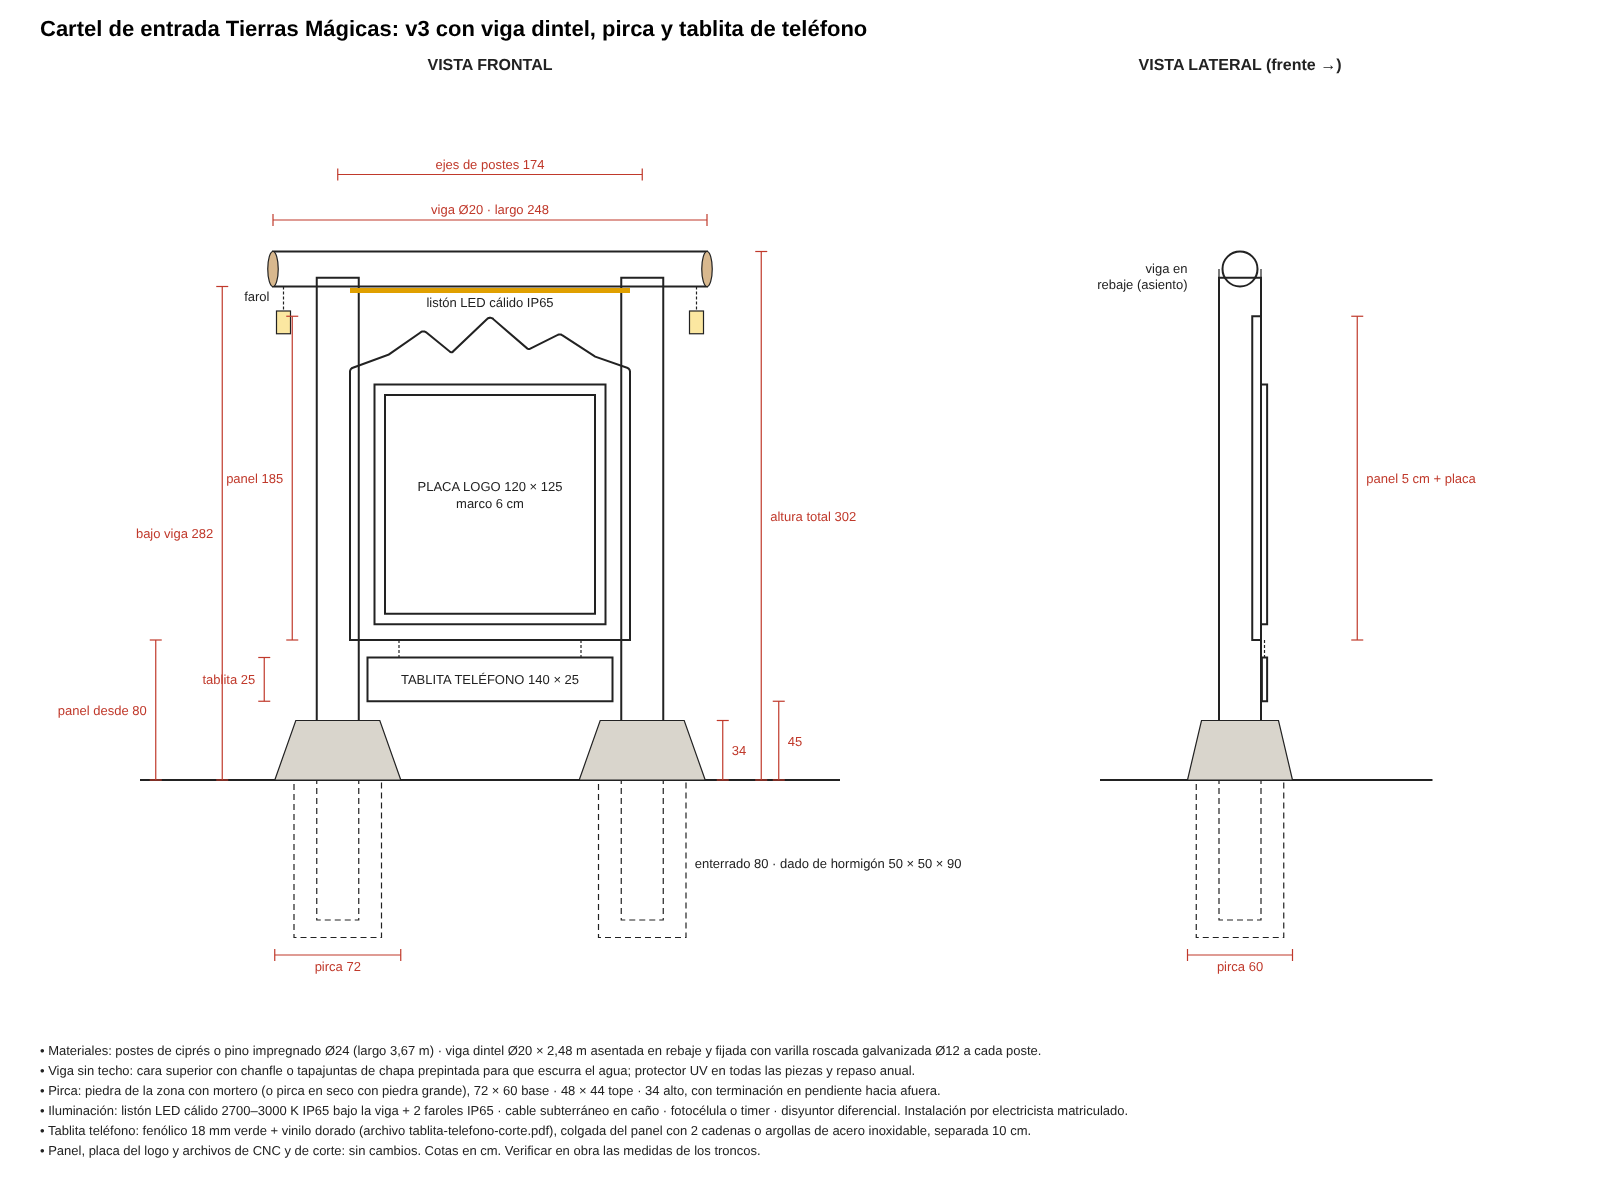 Cartel de entrada Tierras Mágicas: v3 con viga dintel, pirca y tablita de teléfono
VISTA FRONTAL
VISTA LATERAL (frente →)
ejes de postes 174
viga Ø20 · largo 248
farol
listón LED cálido IP65
viga en
rebaje (asiento)
panel 185
PLACA LOGO 120 × 125
marco 6 cm
panel 5 cm + placa
bajo viga 282
altura total 302
tablita 25
TABLITA TELÉFONO 140 × 25
panel desde 80
34
45
enterrado 80 · dado de hormigón 50 × 50 × 90
pirca 72
pirca 60
• Materiales: postes de ciprés o pino impregnado Ø24 (largo 3,67 m) · viga dintel Ø20 × 2,48 m asentada en rebaje y fijada con varilla roscada galvanizada Ø12 a cada poste.
• Viga sin techo: cara superior con chanfle o tapajuntas de chapa prepintada para que escurra el agua; protector UV en todas las piezas y repaso anual.
• Pirca: piedra de la zona con mortero (o pirca en seco con piedra grande), 72 × 60 base · 48 × 44 tope · 34 alto, con terminación en pendiente hacia afuera.
• Iluminación: listón LED cálido 2700–3000 K IP65 bajo la viga + 2 faroles IP65 · cable subterráneo en caño · fotocélula o timer · disyuntor diferencial. Instalación por electricista matriculado.
• Tablita teléfono: fenólico 18 mm verde + vinilo dorado (archivo tablita-telefono-corte.pdf), colgada del panel con 2 cadenas o argollas de acero inoxidable, separada 10 cm.
• Panel, placa del logo y archivos de CNC y de corte: sin cambios. Cotas en cm. Verificar en obra las medidas de los troncos.